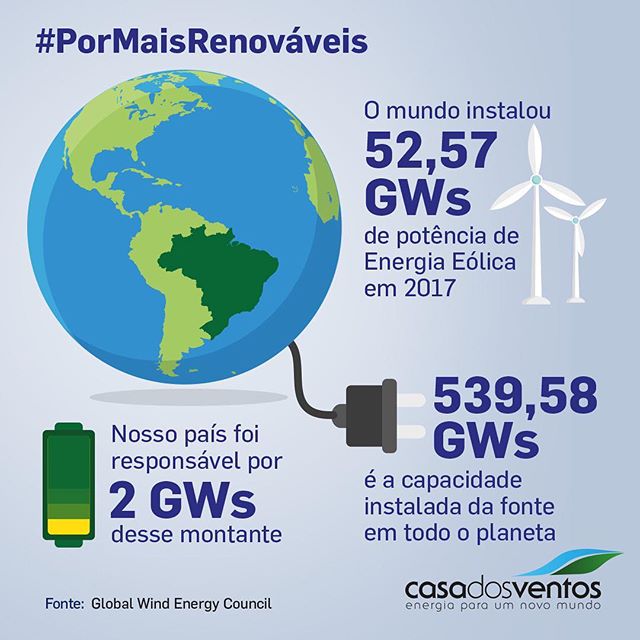 #PorMaisRenováveis
O mundo instalou
52,57
GWs
de potência de
Energia Eólica
em 2017
539,58
GWs
é a capacidade
instalada da fonte
em todo o planeta
Nosso país foi
responsável por
2 GWs
desse montante
casadosventos
energia para um novo mundo
Fonte: Global Wind Energy Council